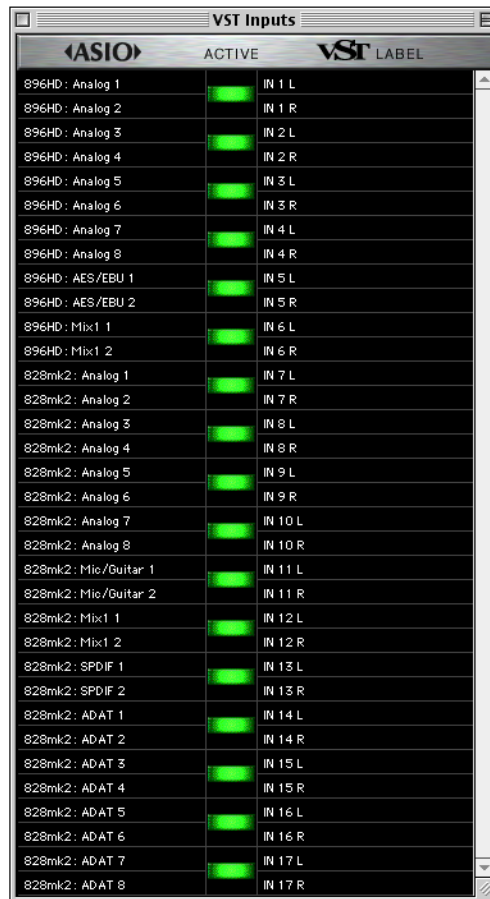 VST Inputs
ASIO ACTIVE VST LABEL
896HD: Analog 1 IN 1 L
896HD: Analog 2 IN 1 R
896HD: Analog 3 IN 2 L
896HD: Analog 4 IN 2 R
896HD: Analog 5 IN 3 L
896HD: Analog 6 IN 3 R
896HD: Analog 7 IN 4 L
896HD: Analog 8 IN 4 R
896HD: AES/EBU 1 IN 5 L
896HD: AES/EBU 2 IN 5 R
896HD: Mix1 1 IN 6 L
896HD: Mix1 2 IN 6 R
828mk2: Analog 1 IN 7 L
828mk2: Analog 2 IN 7 R
828mk2: Analog 3 IN 8 L
828mk2: Analog 4 IN 8 R
828mk2: Analog 5 IN 9 L
828mk2: Analog 6 IN 9 R
828mk2: Analog 7 IN 10 L
828mk2: Analog 8 IN 10 R
828mk2: Mic/Guitar 1 IN 11 L
828mk2: Mic/Guitar 2 IN 11 R
828mk2: Mix1 1 IN 12 L
828mk2: Mix1 2 IN 12 R
828mk2: SPDIF 1 IN 13 L
828mk2: SPDIF 2 IN 13 R
828mk2: ADAT 1 IN 14 L
828mk2: ADAT 2 IN 14 R
828mk2: ADAT 3 IN 15 L
828mk2: ADAT 4 IN 15 R
828mk2: ADAT 5 IN 16 L
828mk2: ADAT 6 IN 16 R
828mk2: ADAT 7 IN 17 L
828mk2: ADAT 8 IN 17 R